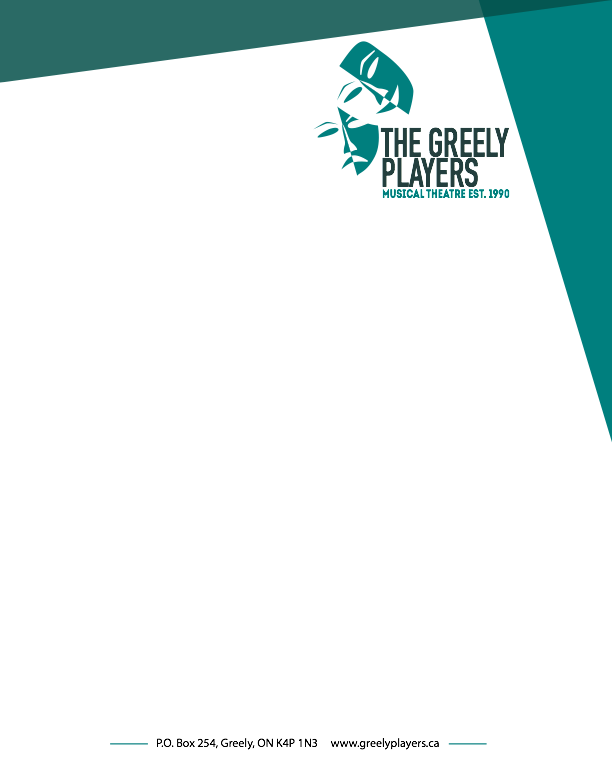 THE GREELY
PLAYERS
MUSICAL THEATRE EST. 1990
P.O. Box 254, Greely, ON K4P 1N3 www.greelyplayers.ca